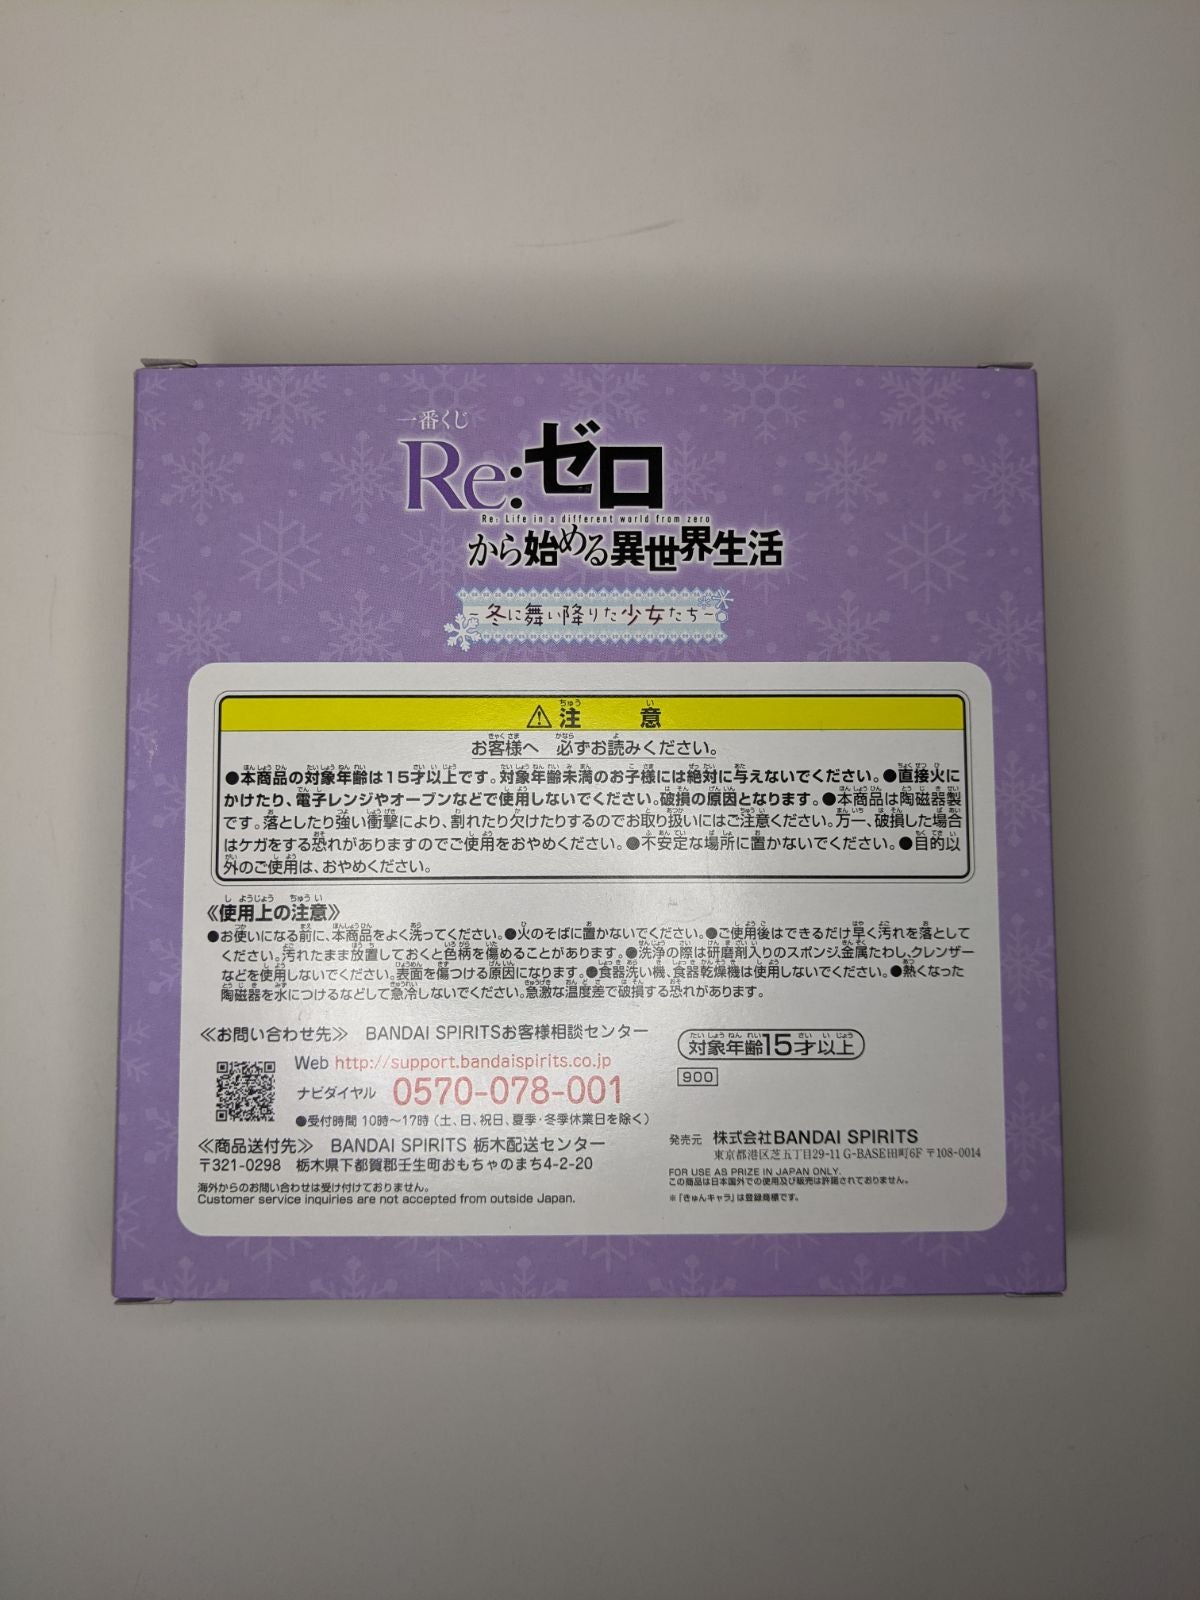 一番くじ
Re:ゼロ
Re: Life in a different world from zero
から始める異世界生活
~冬に舞い降りた少女たち~
⚠注意
お客様へ 必ずお読みください。
●本商品の対象年齢は15才以上です。対象年齢未満のお子様には絶対に与えないでください。●直接火に
かけたり、電子レンジやオーブンなどで使用しないでください。破損の原因となります。●本商品は陶磁器製
です。落としたり強い衝撃により、割れたり欠けたりするのでお取り扱いにはご注意ください。万一、破損した場合
はケガをする恐れがありますのでご使用をおやめください。●不安定な場所に置かないでください。●目的以
外のご使用は、おやめください。
《使用上の注意》
●お使いになる前に、本商品をよく洗ってください。●火のそばに置かないでください。●ご使用後はできるだけ早く汚れを落として
ください。汚れたまま放置しておくと色柄を傷めることがあります。●洗浄の際は研磨剤入りのスポンジ、金属たわし、クレンザー
などを使用しないでください。表面を傷つける原因になります。●食器洗い機、食器乾燥機は使用しないでください。●熱くなった
陶磁器を水につけるなどして急冷しないでください。急激な温度差で破損する恐れがあります。
≪お問い合わせ先≫ BANDAI SPIRITSお客様相談センター
Web http://support.bandaispirits.co.jp
ナビダイヤル 0570-078-001
●受付時間 10時～17時（土、日、祝日、夏季・冬季休業日を除く）
≪商品送付先≫ BANDAI SPIRITS 栃木配送センター
〒321-0298 栃木県下都賀郡壬生町おもちゃのまち4-2-20
海外からのお問い合わせは受け付けておりません。
Customer service inquiries are not accepted from outside Japan.
対象年齢15才以上
900
発売元 株式会社BANDAI SPIRITS
東京都港区芝五丁目29-11 G-BASE田町6F 〒108-0014
FOR USE AS PRIZE IN JAPAN ONLY.
この商品は日本国外での使用及び販売は許諾されておりません。
※「きゅんキャラ」は登録商標です。